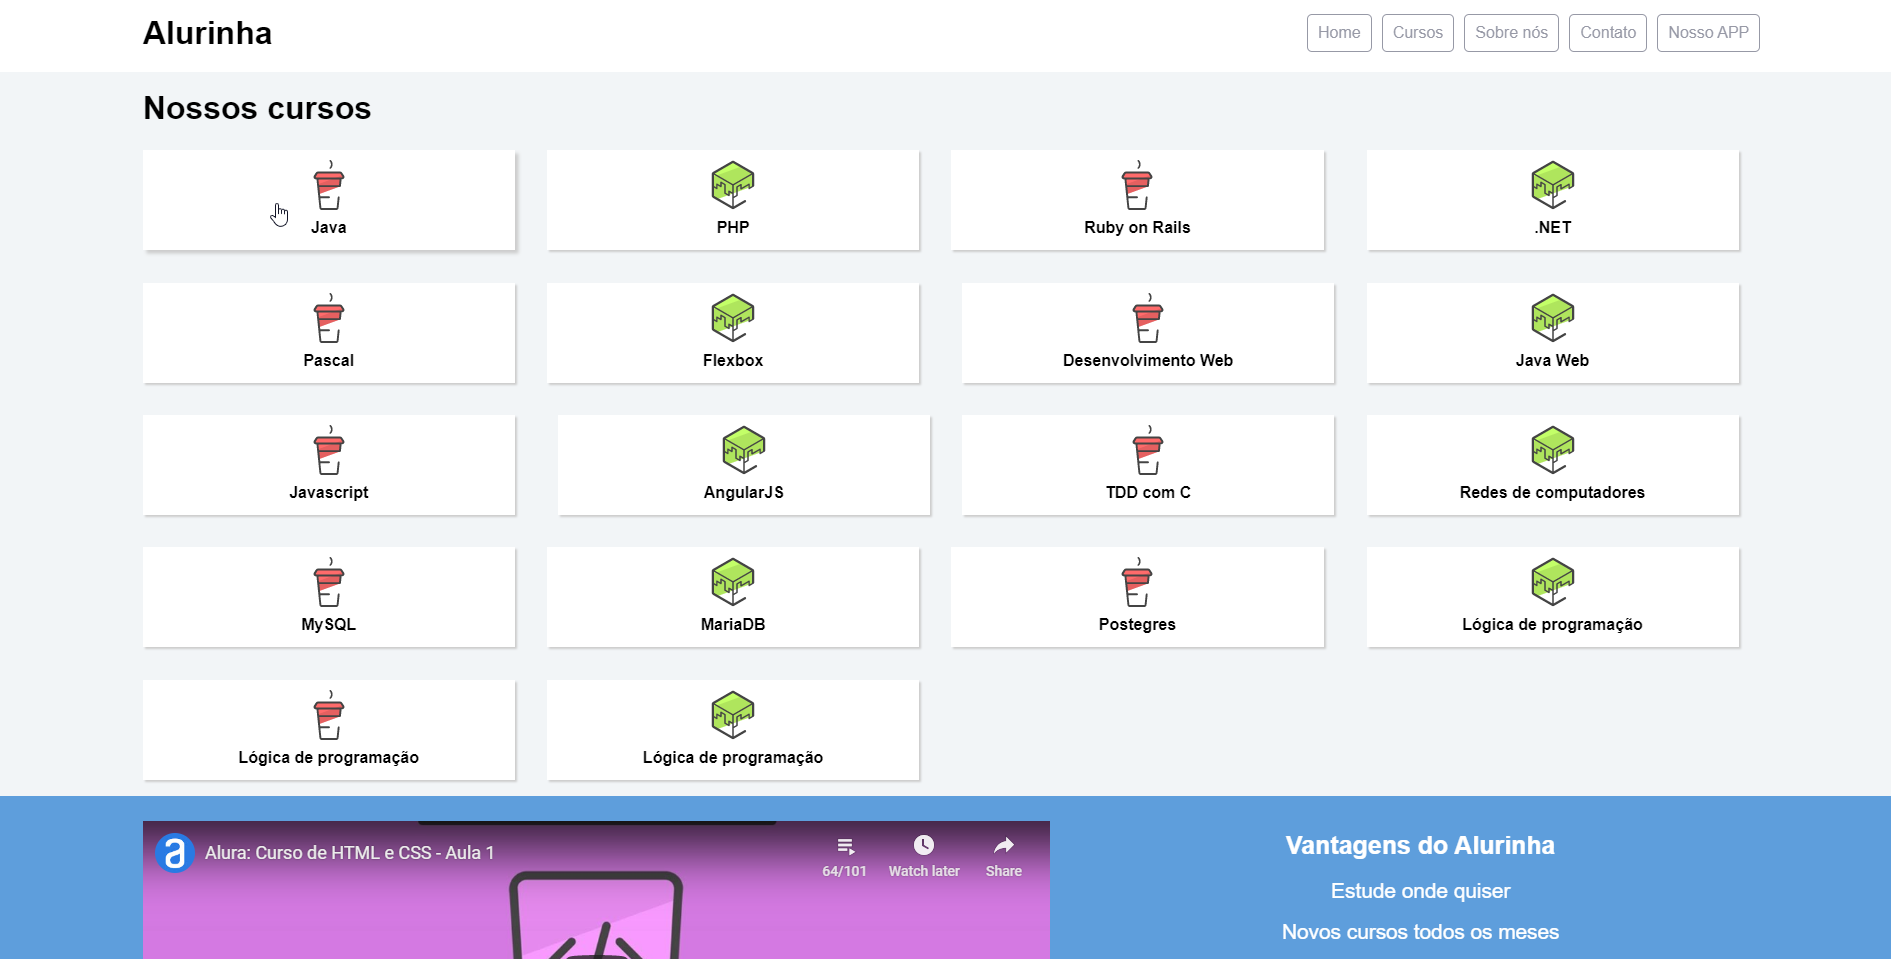 Alurinha
Home
Cursos
Sobre nós
Contato
Nosso APP
Nossos cursos
Java
PHP
Ruby on Rails
.NET
Pascal
Flexbox
Desenvolvimento Web
Java Web
Javascript
AngularJS
TDD com C
Redes de computadores
MySQL
MariaDB
Postegres
Lógica de programação
Lógica de programação
Lógica de programação
a
Alura: Curso de HTML e CSS - Aula 1
64/101
Watch later
Share
Vantagens do Alurinha
Estude onde quiser
Novos cursos todos os meses